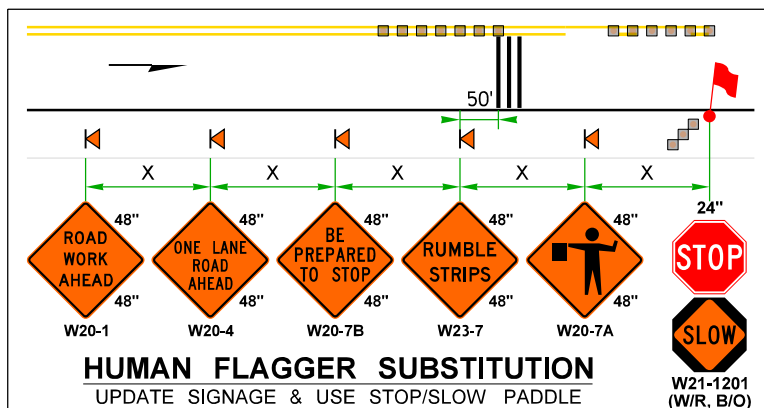 50'
X X X X X
48" 48" 48" 48" 48" 24"
ROAD
WORK
AHEAD
ONE LANE
ROAD
AHEAD
BE
PREPARED
TO STOP
RUMBLE
STRIPS
STOP
SLOW
48" 48" 48" 48" 48"
W20-1 W20-4 W20-7B W23-7 W20-7A
W21-1201
(W/R, B/O)
HUMAN FLAGGER SUBSTITUTION
UPDATE SIGNAGE & USE STOP/SLOW PADDLE